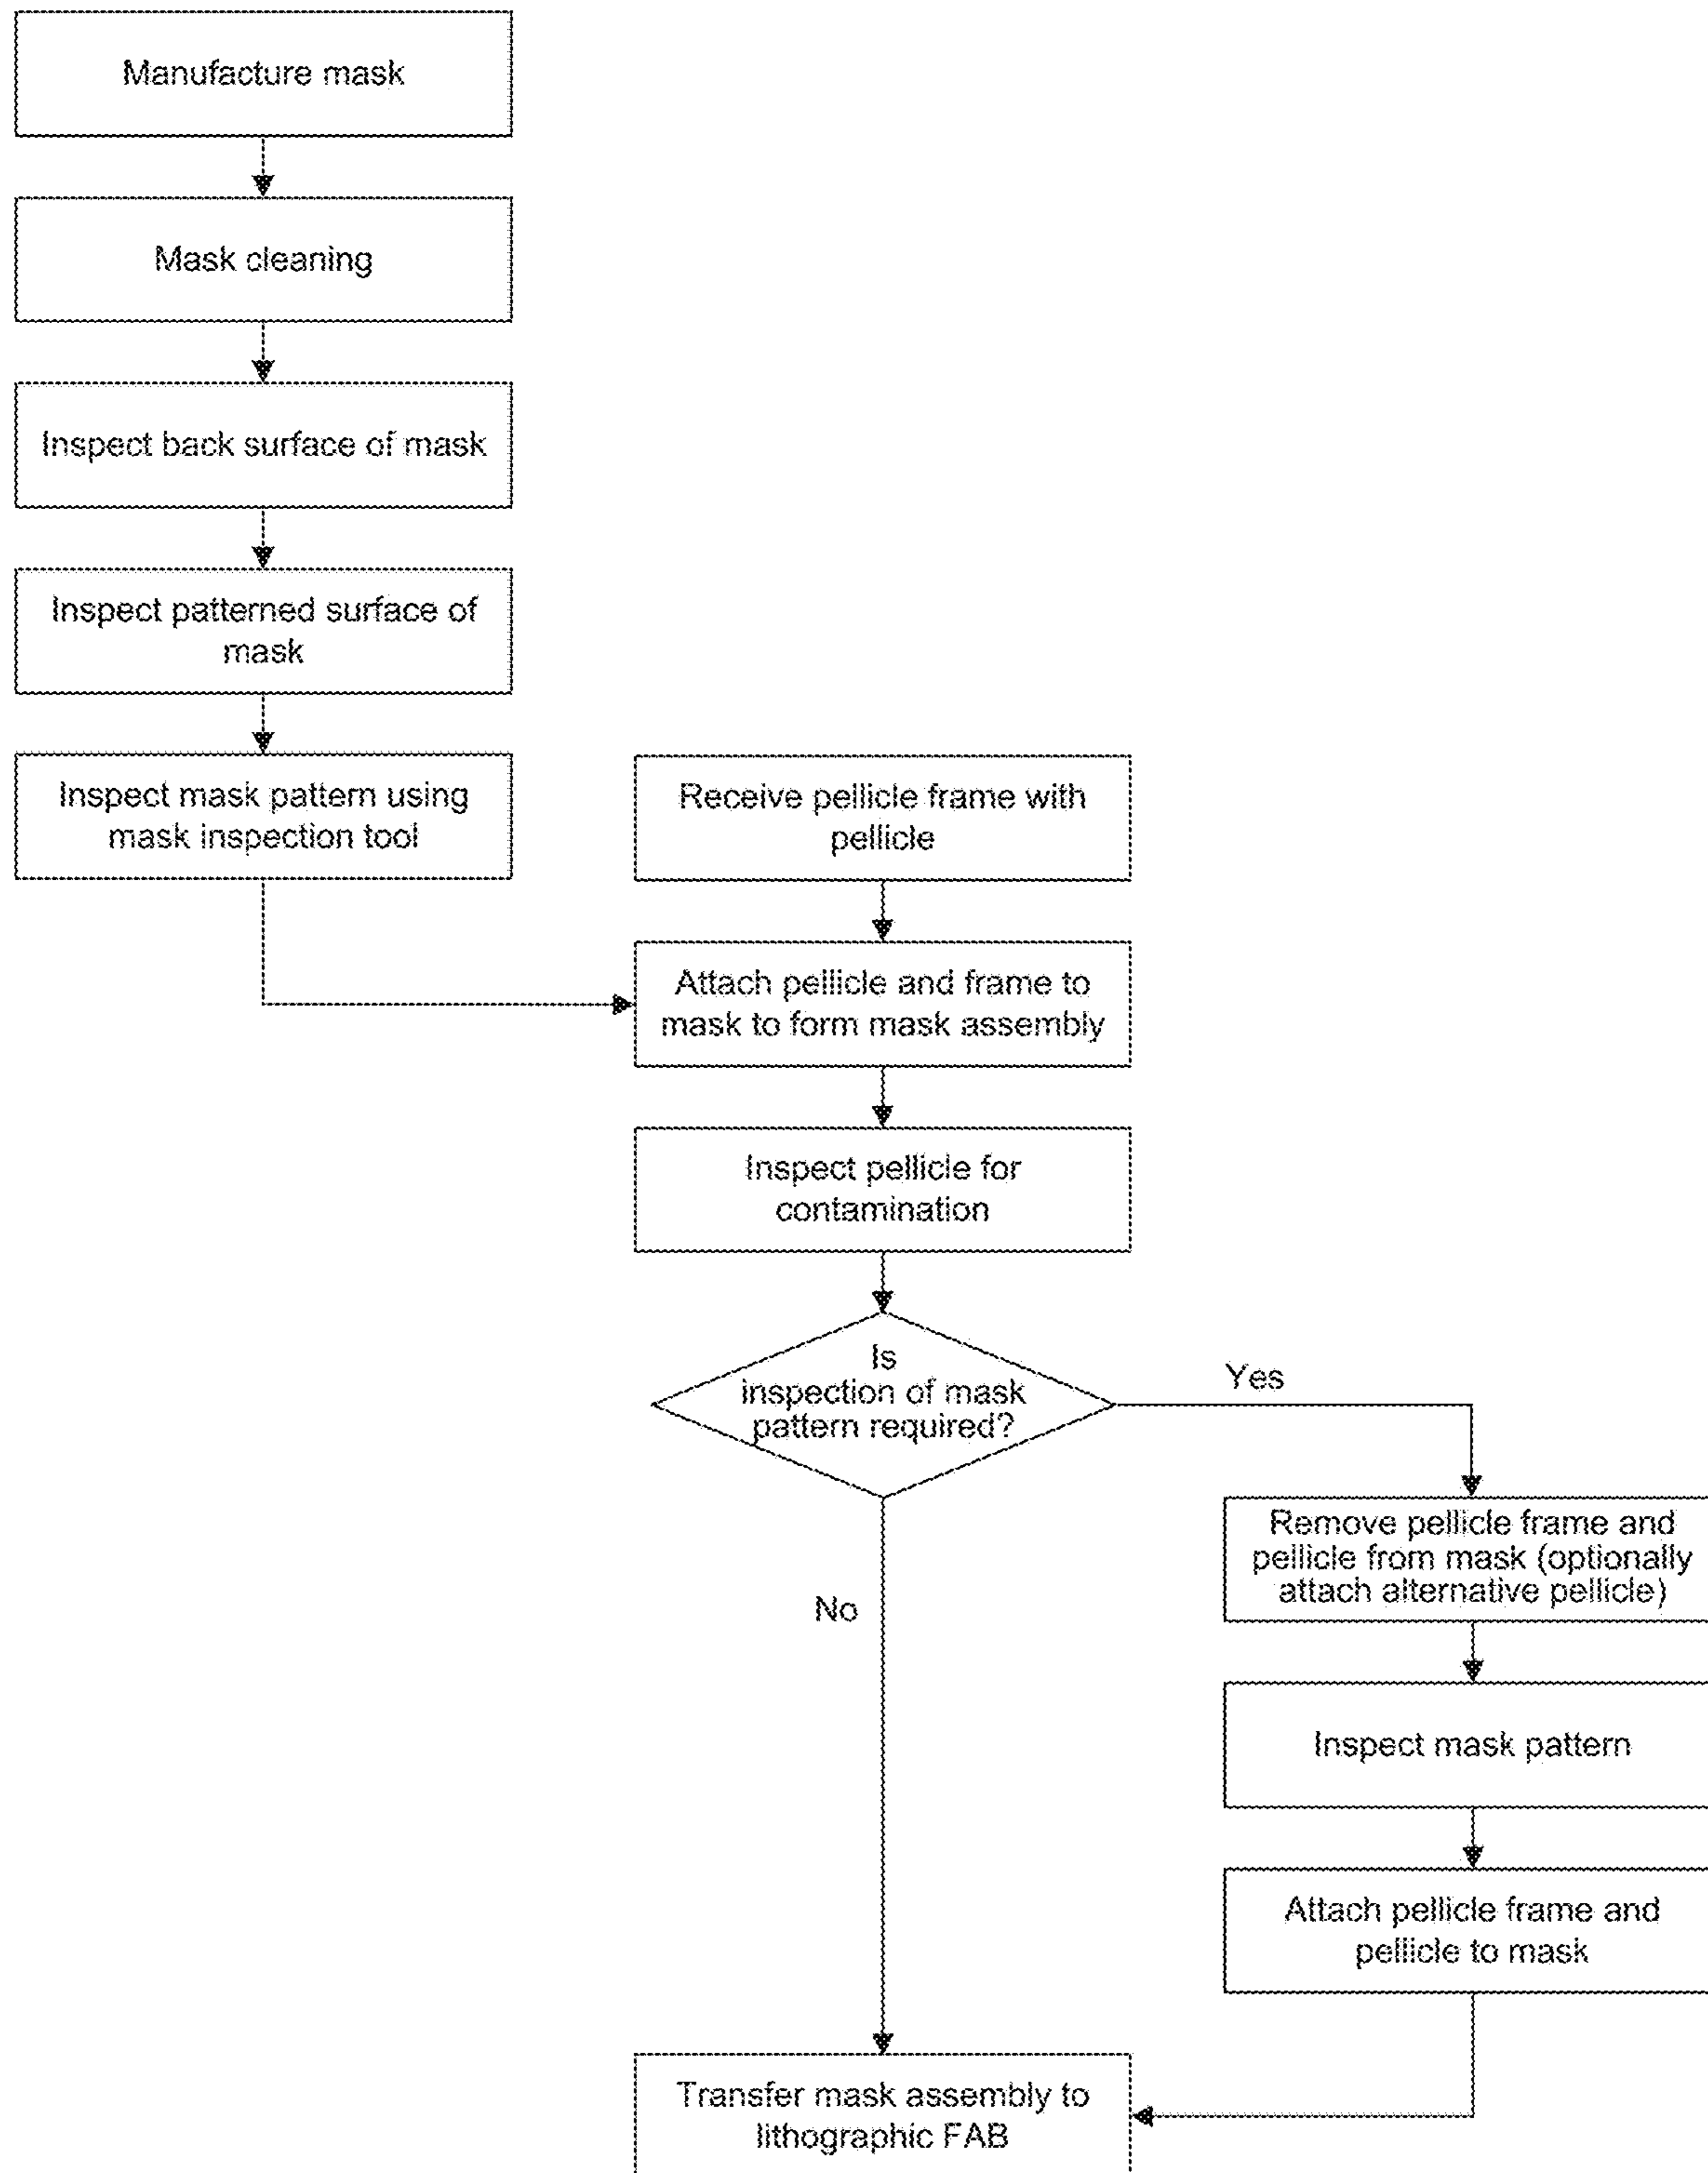 Manufacture mask
Mask cleaning
Inspect back surface of mask
Inspect patterned surface of
mask
Inspect mask pattern using
mask inspection tool
Receive pellicle frame with
pellicle
Attach pellicle and frame to
mask to form mask assembly
Inspect pellicle for
contamination
Is
inspection of mask
pattern required?
Yes
No
Remove pellicle frame and
pellicle from mask (optionally
attach alternative pellicle)
Inspect mask pattern
Attach pellicle frame and
pellicle to mask
Transfer mask assembly to
lithographic FAB